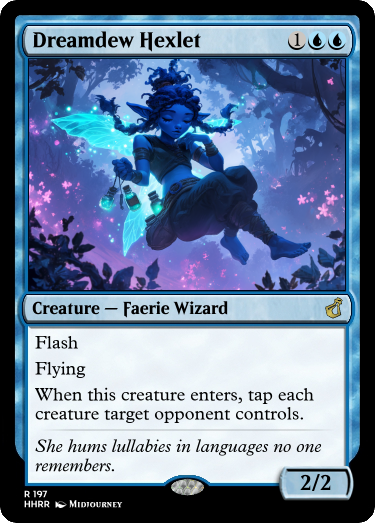 Dreamdew Hexlet 1
Creature — Faerie Wizard
Flash
Flying
When this creature enters, tap each
creature target opponent controls.
She hums lullabies in languages no one
remembers.
2/2
R 197
HHRR Midjourney